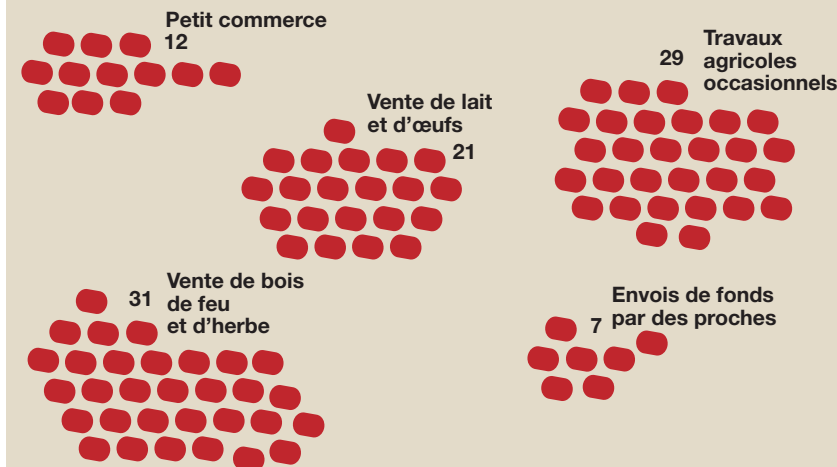 Petit commerce
12
Travaux
agricoles
occasionnels
29
Vente de lait
et d'œufs
21
Vente de bois
de feu
et d'herbe
31
Envois de fonds
par des proches
7